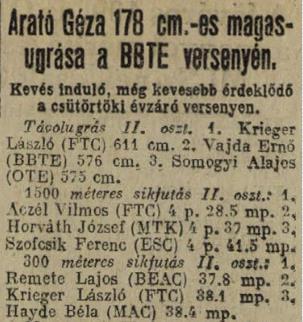 Arató Géza 178 cm.-es magas-
ugrása a BBTE versenyén.
Kevés induló, még kevesebb érdeklődő
a csütörtöki évzáró versenyen.
Távolugrás II. oszt. 1. Krieger
László (FTC) 611 cm. 2. Vajda Ernő
(BBTE) 576 cm. 3. Somogyi Alajos
(OTE) 575 cm.
1500 méteres sikfutás II. oszt.: 1.
Aczél Vilmos (FTC) 4 p. 28.5 mp. 2.
Horváth József (MTK) 4 p. 37 mp. 3.
Szofcsik Ferenc (ESC) 4 p. 41.5 mp.
300 méteres sikfutás II. oszt.: 1.
Remete Lajos (BEAC) 37.8 mp. 2.
Krieger László (FTC) 38.1 mp. 3.
Hayde Béla (MAC) 38.4 mp.